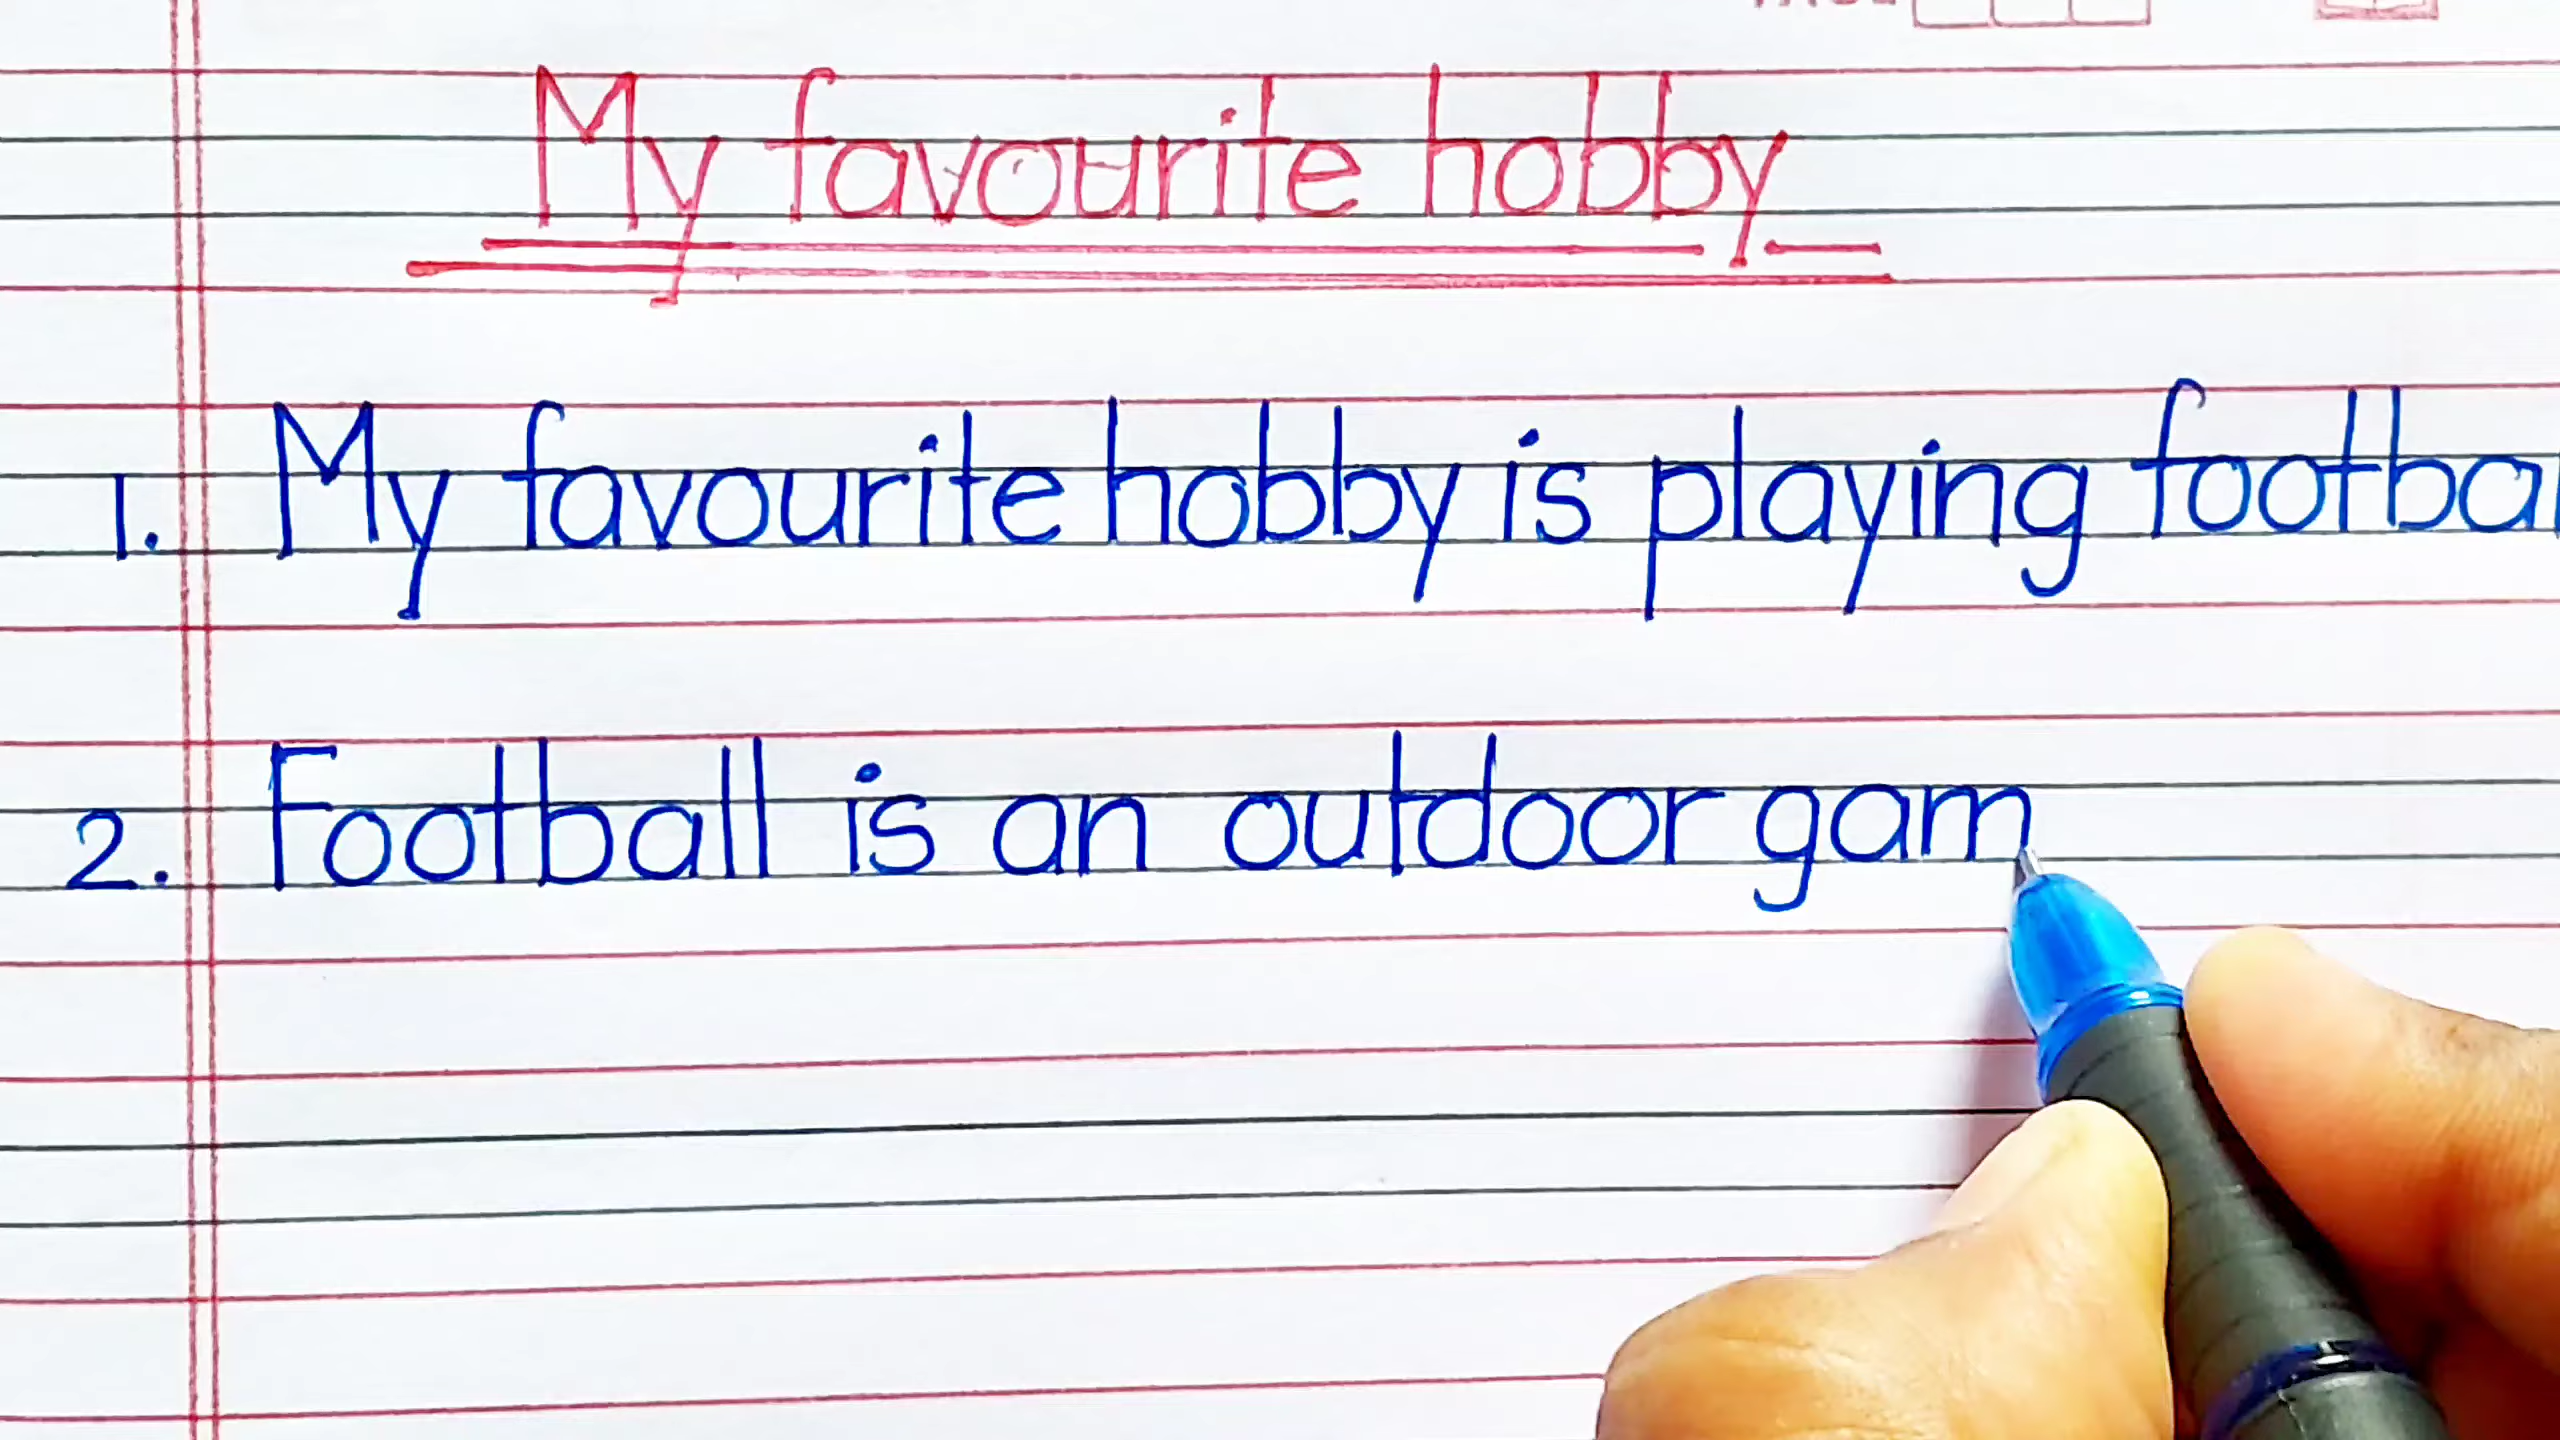 My favourite hobby
1. My favourite hobby is playing footbal
2. Football is an outdoor gam